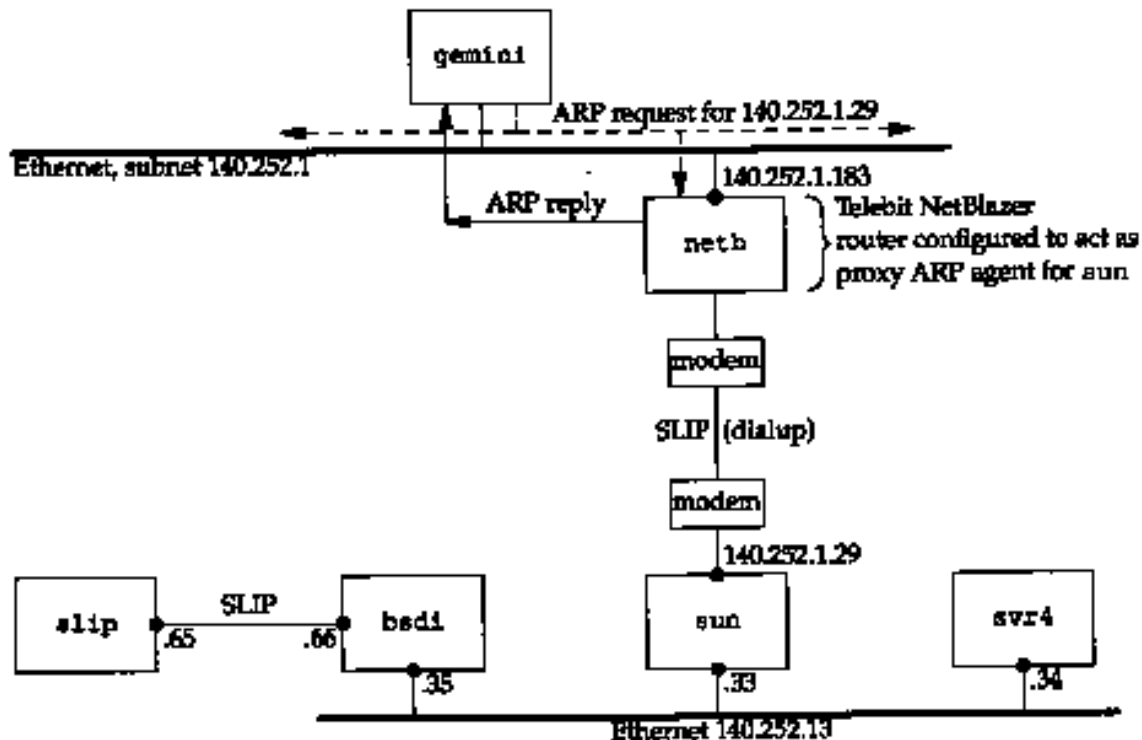 gemini
ARP request for 140.252.1.29
Ethernet, subnet 140.252.1
140.252.1.183
ARP reply
netb
Telebit NetBlazer
router configured to act as
proxy ARP agent for sun
modem
SLIP (dialup)
modem
140.252.1.29
slip
SLIP
bsdi
sun
svr4
.65
.66
.35
.33
.34
Ethernet 140.252.13